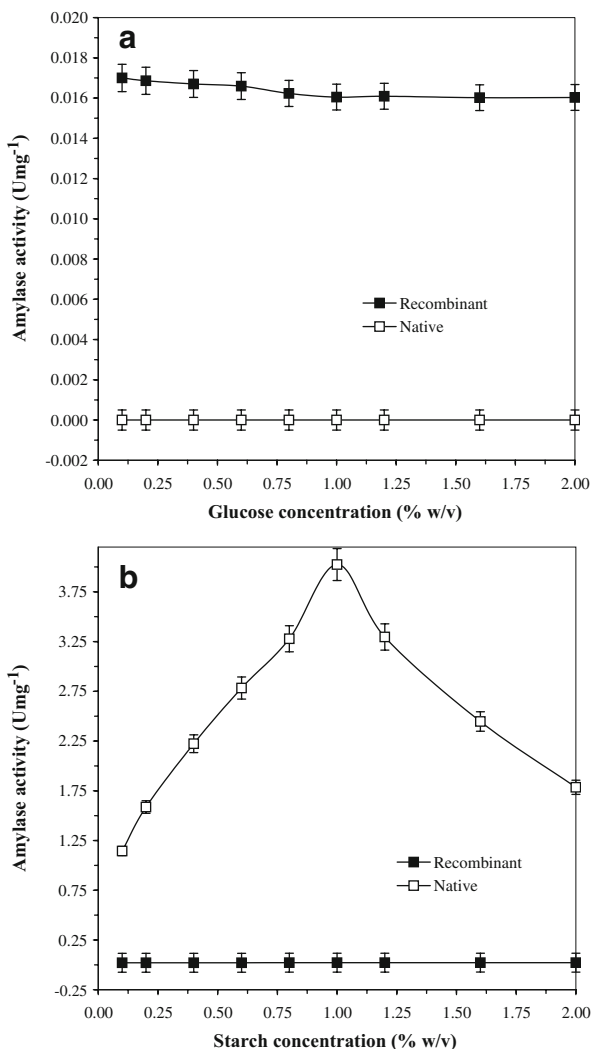 a
0.020
0.018
0.016
0.014
0.012
0.010
0.008
0.006
0.004
0.002
0.000
-0.002
Amylase activity (Umg-1)
Recombinant
Native
0.00 0.25 0.50 0.75 1.00 1.25 1.50 1.75 2.00
Glucose concentration (% w/v)
b
3.75
3.25
2.75
2.25
1.75
1.25
0.75
0.25
-0.25
Amylase activity (Umg-1)
Recombinant
Native
0.00 0.25 0.50 0.75 1.00 1.25 1.50 1.75 2.00
Starch concentration (% w/v)